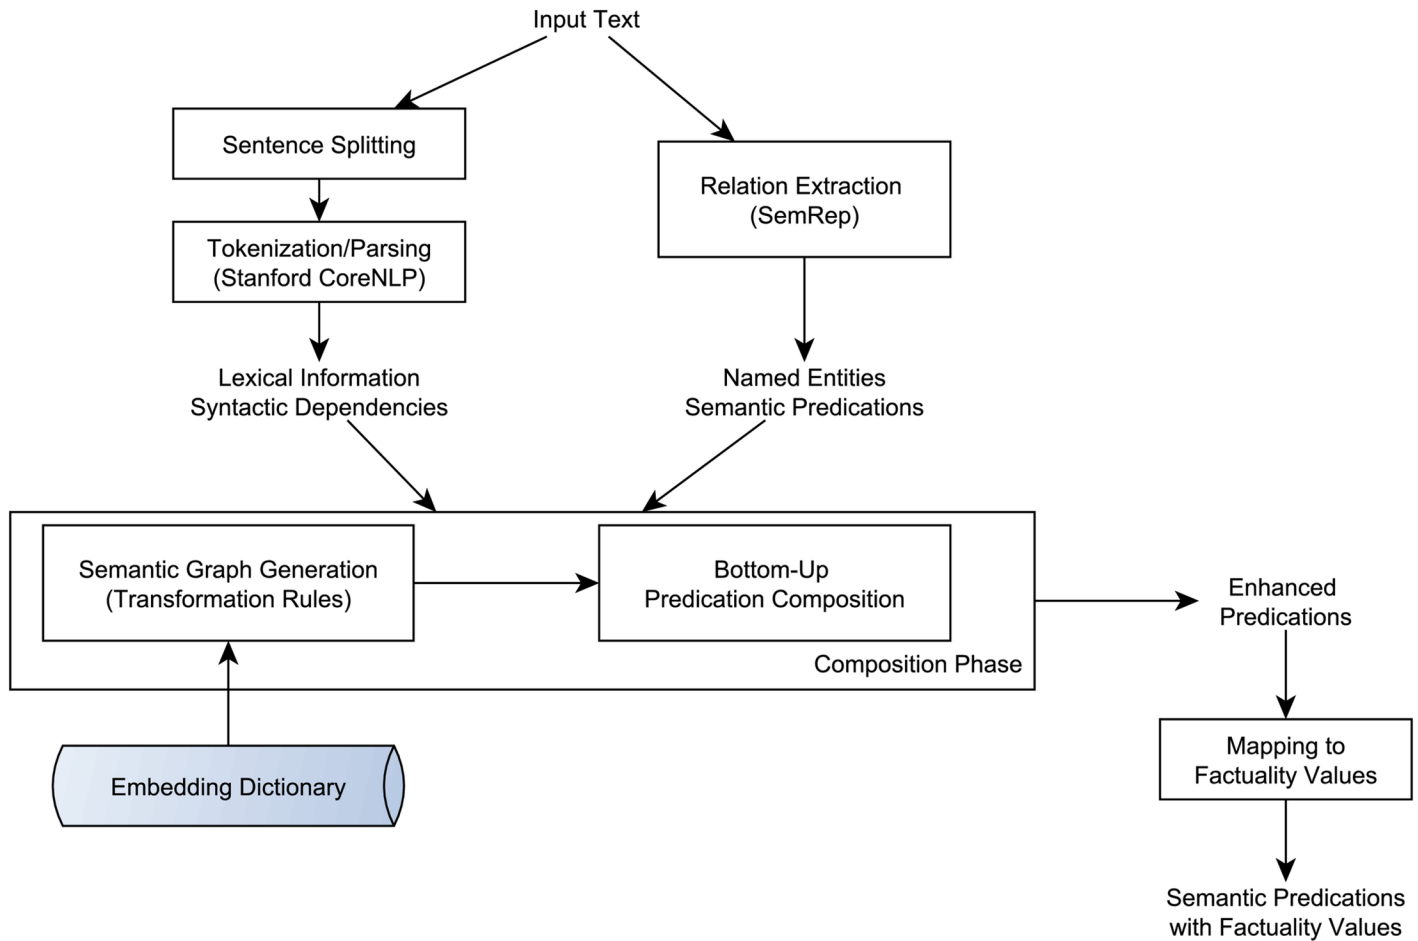 Input Text
Sentence Splitting
Relation Extraction
(SemRep)
Tokenization/Parsing
(Stanford CoreNLP)
Lexical Information
Syntactic Dependencies
Named Entities
Semantic Predications
Semantic Graph Generation
(Transformation Rules)
Bottom-Up
Predication Composition
Composition Phase
Enhanced
Predications
Embedding Dictionary
Mapping to
Factuality Values
Semantic Predications
with Factuality Values